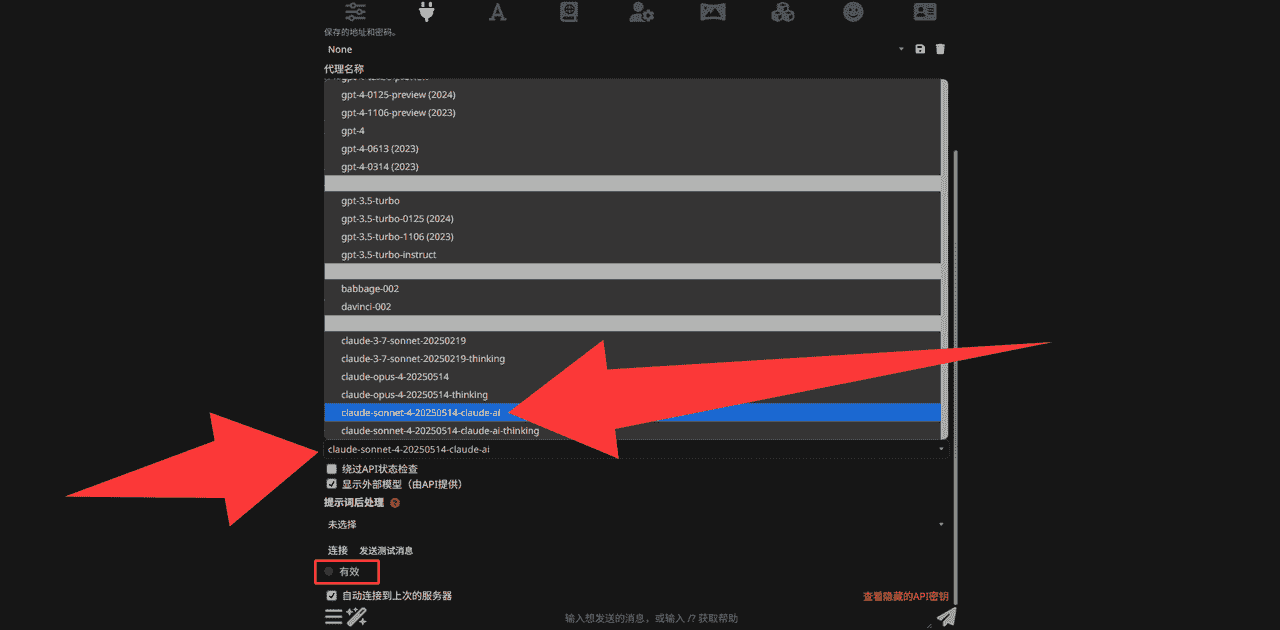 保存的地址和密码。
None
代理名称
gpt-4-0125-preview (2024)
gpt-4-1106-preview (2023)
gpt-4
gpt-4-0613 (2023)
gpt-4-0314 (2023)
gpt-3.5-turbo
gpt-3.5-turbo-0125 (2024)
gpt-3.5-turbo-1106 (2023)
gpt-3.5-turbo-instruct
babbage-002
davinci-002
claude-3-7-sonnet-20250219
claude-3-7-sonnet-20250219-thinking
claude-opus-4-20250514
claude-opus-4-20250514-thinking
claude-sonnet-4-20250514-claude-ai
claude-sonnet-4-20250514-claude-ai-thinking
claude-sonnet-4-20250514-claude-ai
绕过API状态检查
显示外部模型（由API提供）
提示词后处理 ?
未选择
连接 发送测试消息
有效
自动连接到上次的服务器 查看隐藏的API密钥
输入想发送的消息，或输入 /? 获取帮助